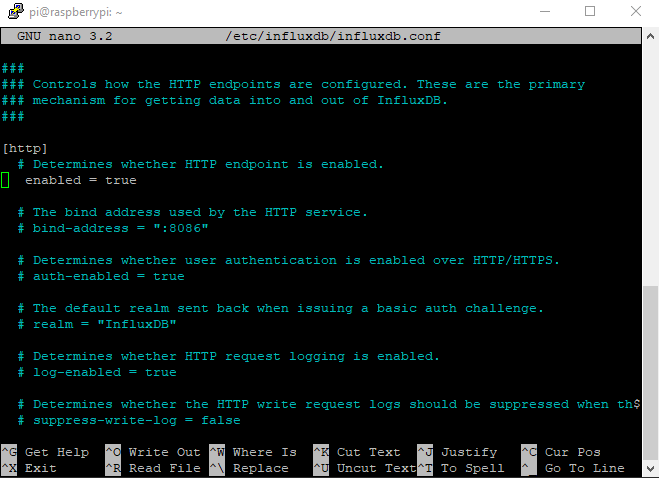 pi@raspberrypi: ~
GNU nano 3.2 /etc/influxdb/influxdb.conf
###
### Controls how the HTTP endpoints are configured. These are the primary
### mechanism for getting data into and out of InfluxDB.
###
[http]
# Determines whether HTTP endpoint is enabled.
enabled = true
# The bind address used by the HTTP service.
# bind-address = ":8086"
# Determines whether user authentication is enabled over HTTP/HTTPS.
# auth-enabled = true
# The default realm sent back when issuing a basic auth challenge.
# realm = "InfluxDB"
# Determines whether HTTP request logging is enabled.
# log-enabled = true
# Determines whether the HTTP write request logs should be suppressed when th$
# suppress-write-log = false
^G Get Help ^O Write Out ^W Where Is ^K Cut Text ^J Justify ^C Cur Pos
^X Exit ^R Read File ^\ Replace ^U Uncut Text ^T To Spell ^_ Go To Line